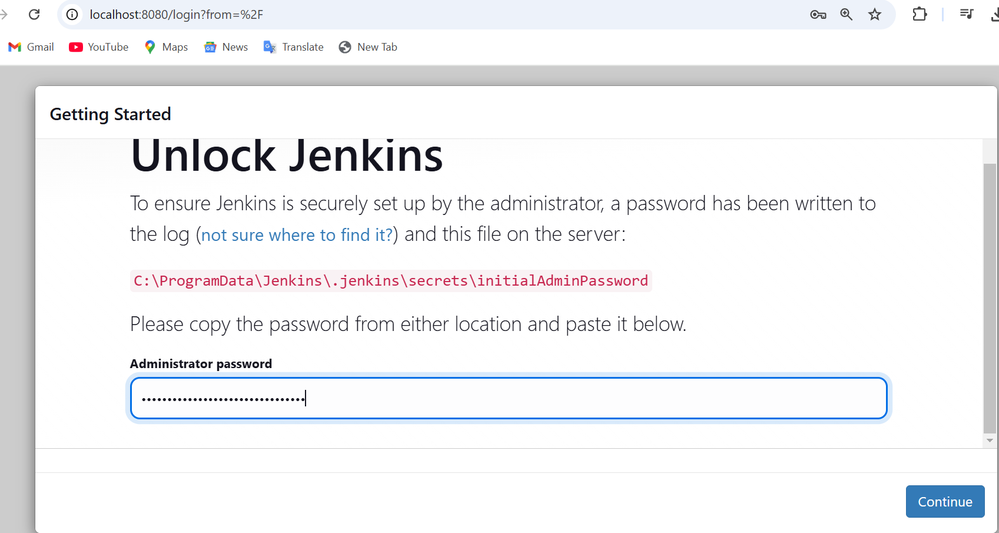 localhost:8080/login?from=%2F
Gmail YouTube Maps News Translate New Tab
Getting Started
Unlock Jenkins
To ensure Jenkins is securely set up by the administrator, a password has been written to
the log (not sure where to find it?) and this file on the server:
C:\ProgramData\Jenkins\.jenkins\secrets\initialAdminPassword
Please copy the password from either location and paste it below.
Administrator password
••••••••••••••••••••••••••••••••
Continue